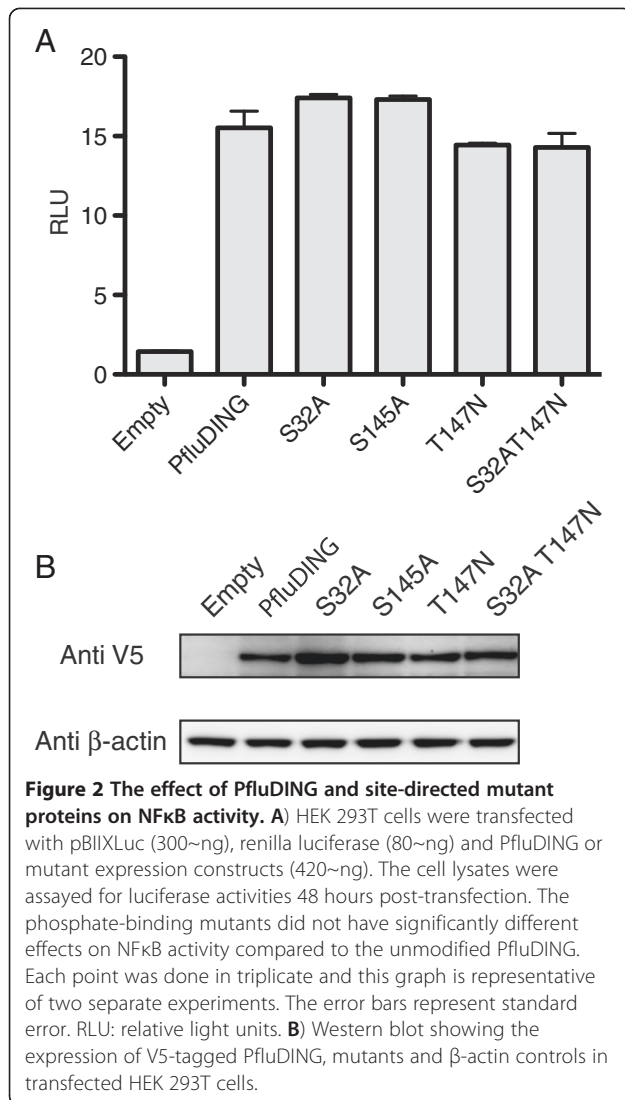 A
20
15
10
5
0
RLU
Empty
PfluDING
S32A
S145A
T147N
S32AT147N
B
Empty
PfluDING
S32A
S145A
T147N
S32A T147N
Anti V5
Anti β-actin
Figure 2 The effect of PfluDING and site-directed mutant
proteins on NFκB activity. A) HEK 293T cells were transfected
with pBIIXLuc (300~ng), renilla luciferase (80~ng) and PfluDING or
mutant expression constructs (420~ng). The cell lysates were
assayed for luciferase activities 48 hours post-transfection. The
phosphate-binding mutants did not have significantly different
effects on NFκB activity compared to the unmodified PfluDING.
Each point was done in triplicate and this graph is representative
of two separate experiments. The error bars represent standard
error. RLU: relative light units. B) Western blot showing the
expression of V5-tagged PfluDING, mutants and β-actin controls in
transfected HEK 293T cells.